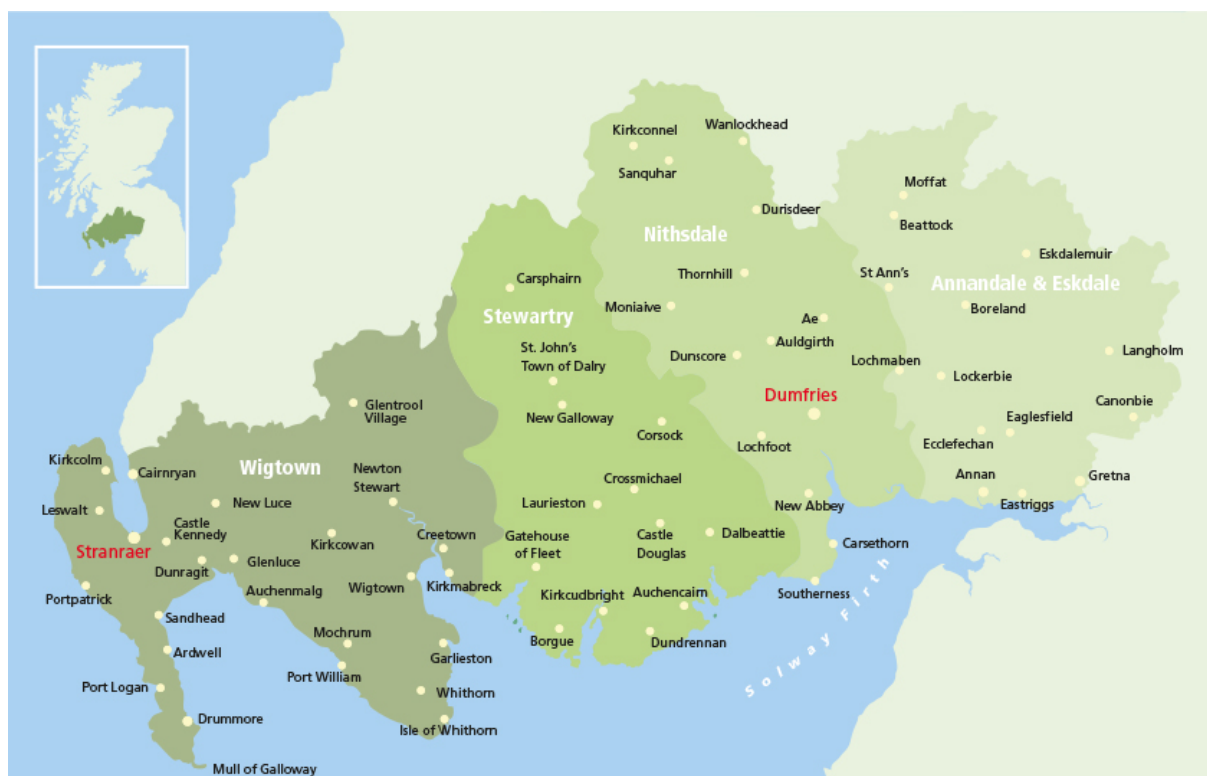 Kirkconnel
Wanlockhead
Sanquhar
Moffat
Durisdeer
Beattock
Nithsdale
Eskdalemuir
Thornhill
St Ann's
Carsphairn
Annandale & Eskdale
Moniaive
Boreland
Stewartry
Ae
Auldgirth
St. John's
Town of Dalry
Dunscore
Lochmaben
Langholm
Lockerbie
Dumfries
Canonbie
Glentrool
Village
New Galloway
Corsock
Eaglesfield
Lochfoot
Ecclefechan
Kirkcolm
Cairnryan
Wigtown
Newton
Stewart
Crossmichael
Annan
Gretna
New Luce
Laurieston
New Abbey
Eastriggs
Leswalt
Castle
Kennedy
Stranraer
Kirkcowan
Creetown
Gatehouse
of Fleet
Castle
Douglas
Dalbeattie
Carsethorn
Dunragit
Glenluce
Auchenmalg
Wigtown
Kirkmabreck
Kirkcudbright
Auchencairn
Southerness
Portpatrick
Sandhead
Mochrum
Borgue
Dundrennan
Solway Firth
Ardwell
Garlieston
Port William
Port Logan
Whithorn
Drummore
Isle of Whithorn
Mull of Galloway